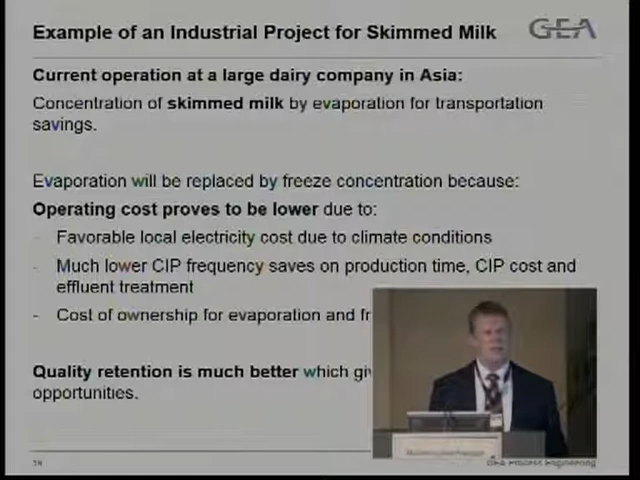 Example of an Industrial Project for Skimmed Milk
GEA
Current operation at a large dairy company in Asia:
Concentration of skimmed milk by evaporation for transportation
savings.
Evaporation will be replaced by freeze concentration because:
Operating cost proves to be lower due to:
- Favorable local electricity cost due to climate conditions
- Much lower CIP frequency saves on production time, CIP cost and
effluent treatment
- Cost of ownership for evaporation and fr
Quality retention is much better which giv
opportunities.
GEA Process Engineering